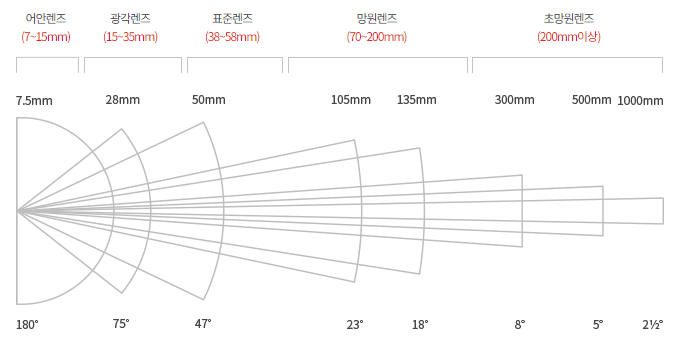 어안렌즈 광각렌즈 표준렌즈 망원렌즈 초망원렌즈
(7~15mm) (15~35mm) (38~58mm) (70~200mm) (200mm이상)
7.5mm 28mm 50mm 105mm 135mm 300mm 500mm 1000mm
180° 75° 47° 23° 18° 8° 5° 2½°